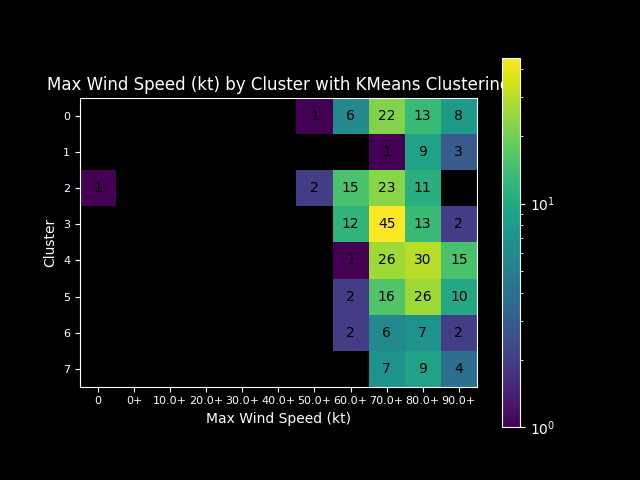 Max Wind Speed (kt) by Cluster with KMeans Clustering
0 1 6 22 13 8
1 1 9 3
2 1 2 15 23 11
3 12 45 13 2
4 1 26 30 15
5 2 16 26 10
6 2 6 7 2
7 7 9 4
Cluster
0 0+ 10.0+ 20.0+ 30.0+ 40.0+ 50.0+ 60.0+ 70.0+ 80.0+ 90.0+
Max Wind Speed (kt)
10¹
10⁰